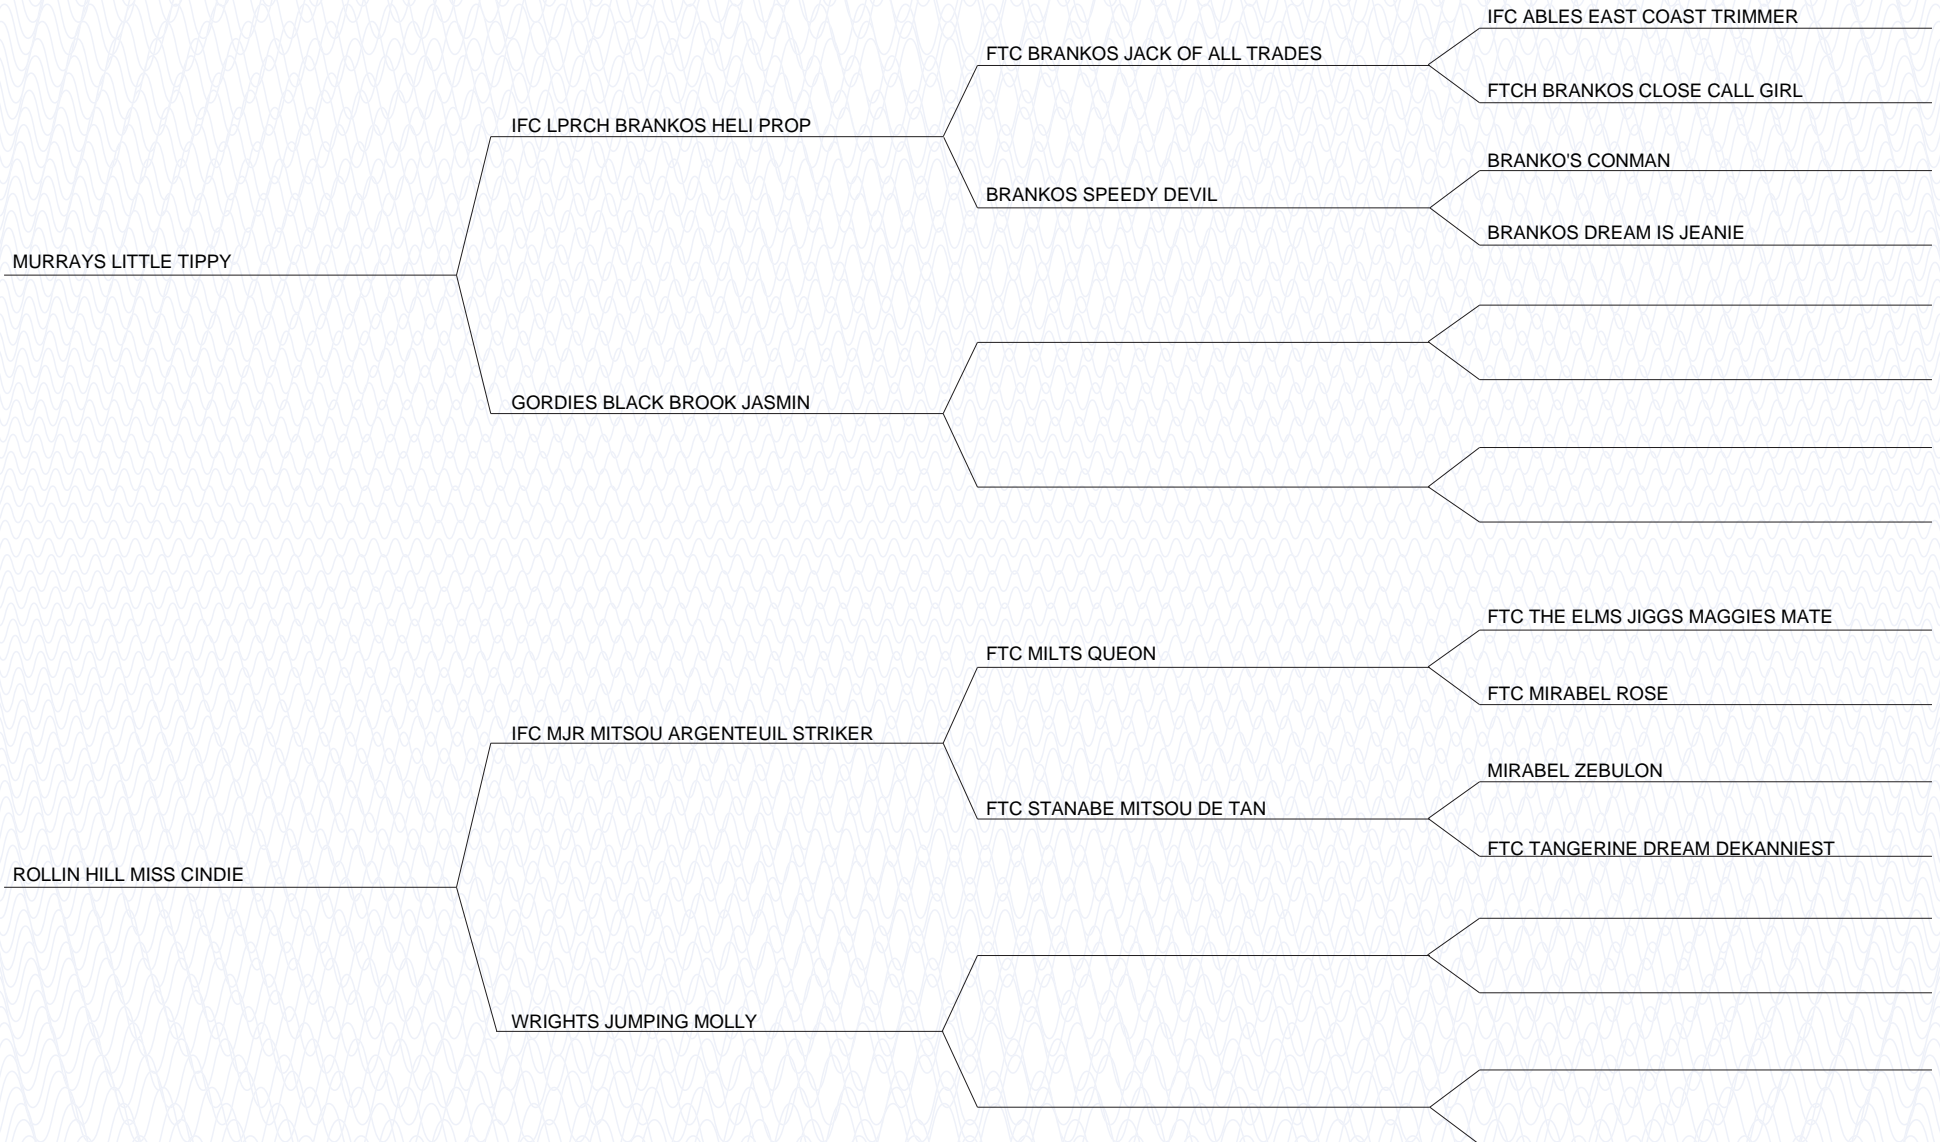 IFC ABLES EAST COAST TRIMMER
FTC BRANKOS JACK OF ALL TRADES
FTCH BRANKOS CLOSE CALL GIRL
IFC LPRCH BRANKOS HELI PROP
BRANKO'S CONMAN
BRANKOS SPEEDY DEVIL
BRANKOS DREAM IS JEANIE
MURRAYS LITTLE TIPPY
GORDIES BLACK BROOK JASMIN
FTC THE ELMS JIGGS MAGGIES MATE
FTC MILTS QUEON
FTC MIRABEL ROSE
IFC MJR MITSOU ARGENTEUIL STRIKER
MIRABEL ZEBULON
FTC STANABE MITSOU DE TAN
FTC TANGERINE DREAM DEKANNIEST
ROLLIN HILL MISS CINDIE
WRIGHTS JUMPING MOLLY